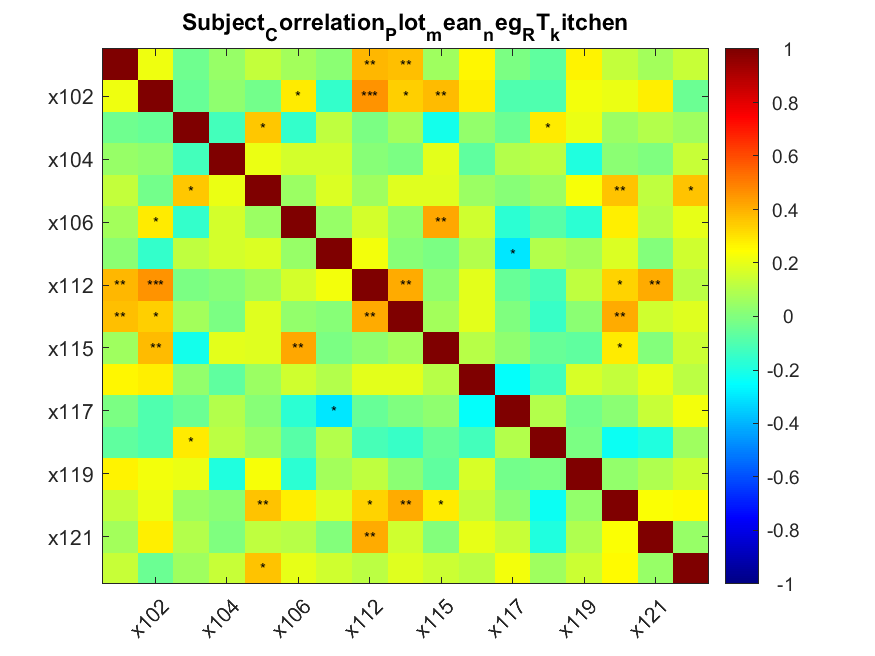 SubjectCorrelationPlotmeannegRTkitchen
** **
x102 * *** * **
* *
x104
* ** *
x106 * **
*
x112 ** *** ** * **
** * ** **
x115 ** ** *
x117 *
*
x119
** * ** *
x121 **
*
x102 x104 x106 x112 x115 x117 x119 x121
1
0.8
0.6
0.4
0.2
0
-0.2
-0.4
-0.6
-0.8
-1